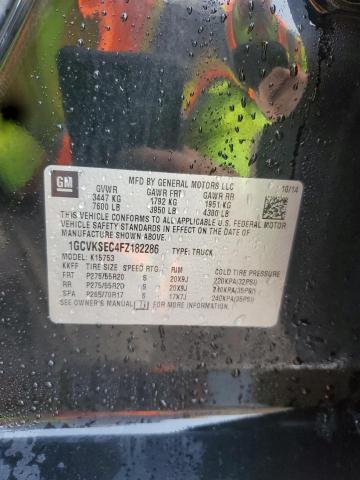 GM
MFD BY GENERAL MOTORS LLC 10/14
GVWR GAWR FRT GAWR RR
3447 KG 1792 KG 1951 KG
7600 LB 3950 LB 4300 LB
THIS VEHICLE CONFORMS TO ALL APPLICABLE U.S. FEDERAL MOTOR
VEHICLE SAFETY STANDARDS IN EFFECT ON THE DATE OF
MANUFACTURE SHOWN ABOVE.
1GCVKSEC4FZ182286 TYPE: TRUCK
MODEL: K15753
KKFF TIRE SIZE SPEED RTG RIM COLD TIRE PRESSURE
FRT P275/55R20 S 20X9J 220KPA(32PSI)
RR P275/55R20 S 20X9J 240KPA(35PSI)
SPA P265/70R17 S 17X7J 240KPA(35PSI)
SEE OWNER'S MANUAL FOR MORE INFORMATION.